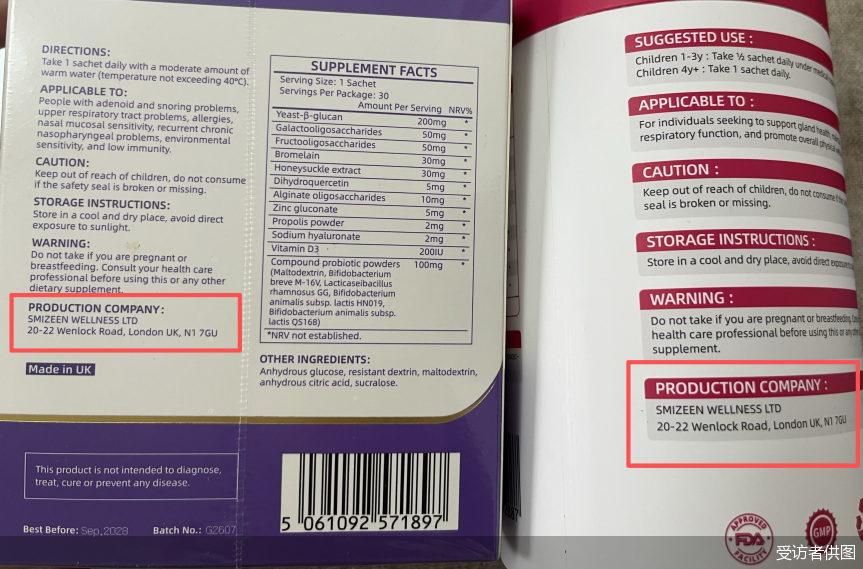 DIRECTIONS:
Take 1 sachet daily with a moderate amount of
warm water (temperature not exceeding 40°C).
APPLICABLE TO:
People with adenoid and snoring problems,
upper respiratory tract problems, allergies,
nasal mucosal sensitivity, recurrent chronic
nasopharyngeal problems, environmental
sensitivity, and low immunity.
CAUTION:
Keep out of reach of children, do not consume
if the safety seal is broken or missing.
STORAGE INSTRUCTIONS:
Store in a cool and dry place, avoid direct
exposure to sunlight.
WARNING:
Do not take if you are pregnant or
breastfeeding. Consult your health care
professional before using this or any other
dietary supplement.
PRODUCTION COMPANY:
SMIZEEN WELLNESS LTD
20-22 Wenlock Road, London UK, N1 7GU
Made in UK
This product is not intended to diagnose,
treat, cure or prevent any disease.
Best Before: Sep,2028 Batch No.: G2607
SUPPLEMENT FACTS
Serving Size: 1 Sachet
Servings Per Package: 30
Amount Per Serving NRV%
Yeast-β-glucan 200mg *
Galactooligosaccharides 50mg *
Fructooligosaccharides 50mg *
Bromelain 30mg *
Honeysuckle extract 30mg *
Dihydroquercetin 5mg *
Alginate oligosaccharides 10mg *
Zinc gluconate 5mg *
Propolis powder 2mg *
Sodium hyaluronate 2mg *
Vitamin D3 200IU *
Compound probiotic powders 100mg *
(Maltodextrin, Bifidobacterium
breve M-16V, Lacticaseibacillus
rhamnosus GG, Bifidobacterium
animalis subsp. lactis HN019,
Bifidobacterium animalis subsp.
lactis QS168)
*NRV not established.
OTHER INGREDIENTS:
Anhydrous glucose, resistant dextrin, maltodextrin,
anhydrous citric acid, sucralose.
5 061092 571897
SUGGESTED USE :
Children 1-3y : Take ½ sachet daily under
Children 4y+ : Take 1 sachet daily.
APPLICABLE TO :
For individuals seeking to support gland health,
respiratory function, and promote overall
CAUTION :
Keep out of reach of children, do not consume if
seal is broken or missing.
STORAGE INSTRUCTIONS :
Store in a cool and dry place, avoid direct
WARNING :
Do not take if you are pregnant or breastfeeding.
health care professional before using this or any
supplement.
PRODUCTION COMPANY :
SMIZEEN WELLNESS LTD
20-22 Wenlock Road, London UK, N1 7GU
APPROVED
FDA
FACILITY
GMP
受访者供图